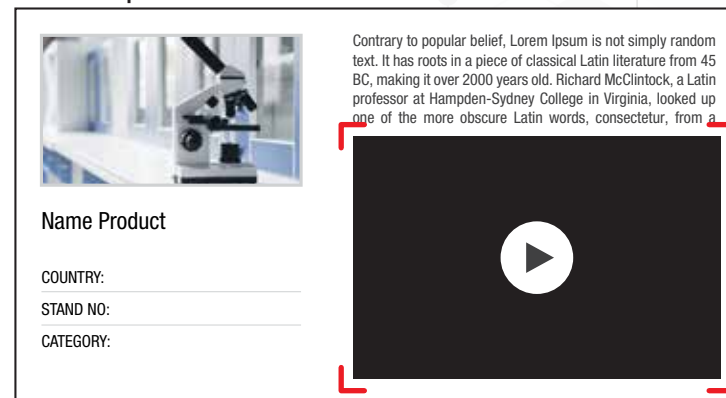 Name Product
COUNTRY:
STAND NO:
CATEGORY:
Contrary to popular belief, Lorem Ipsum is not simply random
text. It has roots in a piece of classical Latin literature from 45
BC, making it over 2000 years old. Richard McClintock, a Latin
professor at Hampden-Sydney College in Virginia, looked up
one of the more obscure Latin words, consectetur, from a